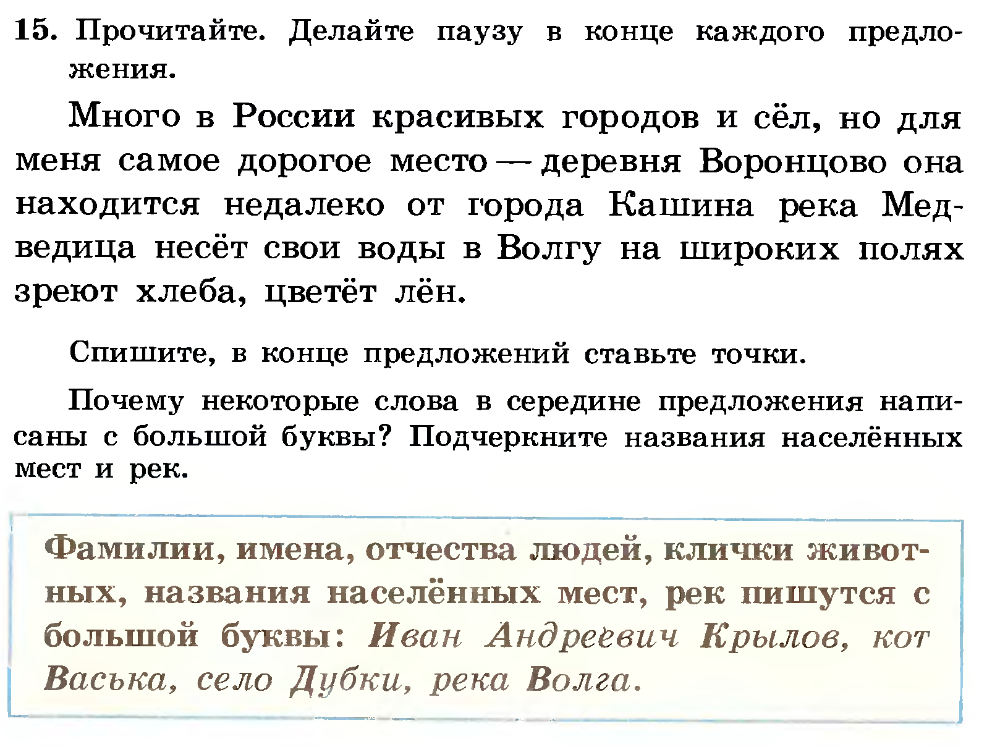 15. Прочитайте. Делайте паузу в конце каждого предло-
жения.
Много в России красивых городов и сёл, но для
меня самое дорогое место — деревня Воронцово она
находится недалеко от города Кашина река Мед-
ведица несёт свои воды в Волгу на широких полях
зреют хлеба, цветёт лён.
Спишите, в конце предложений ставьте точки.
Почему некоторые слова в середине предложения напи-
саны с большой буквы? Подчеркните названия населённых
мест и рек.
Фамилии, имена, отчества людей, клички живот-
ных, названия населённых мест, рек пишутся с
большой буквы: Иван Андреевич Крылов, кот
Васька, село Дубки, река Волга.